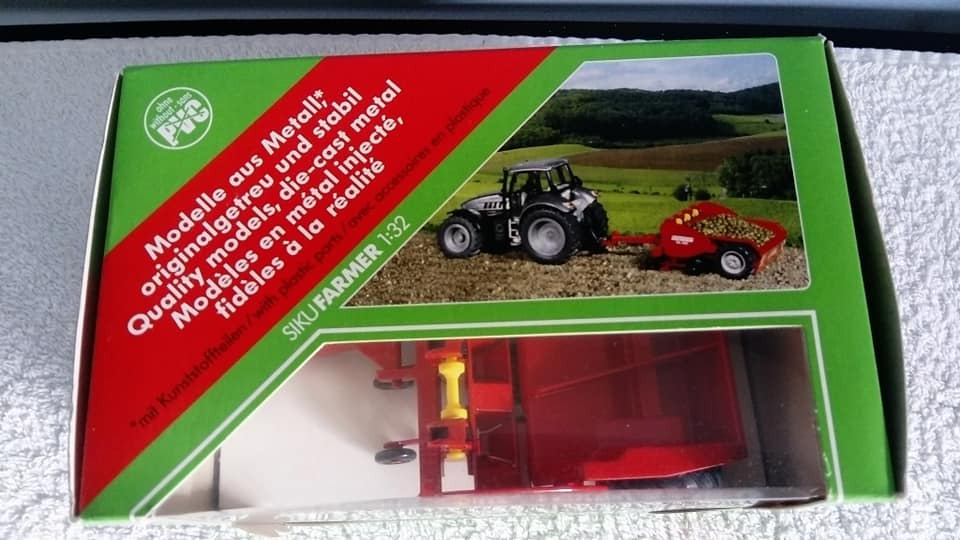 ohne
without · sans
PVC
Modelle aus Metall;*
originalgetreu und stabil
Quality models, die-cast metal
Modèles en métal injecté,
fidèles à la réalité
*mit Kunststoffteilen/with plastic parts/avec accessoires en plastique
SIKU FARMER 1:32